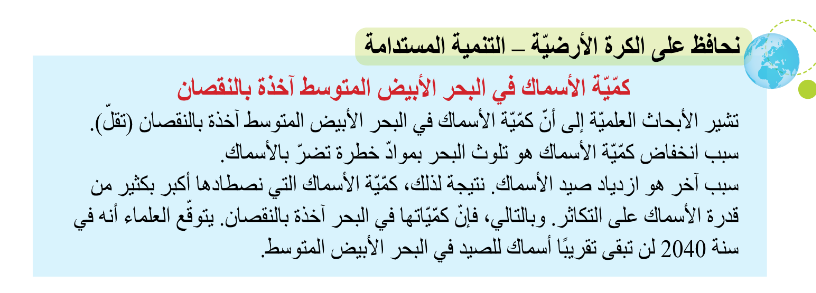 نحافظ على الكرة الأرضيّة – التنمية المستدامة
كمّيّة الأسماك في البحر الأبيض المتوسط آخذة بالنقصان
تشير الأبحاث العلميّة إلى أنّ كمّيّة الأسماك في البحر الأبيض المتوسط آخذة بالنقصان (تقلّ).
سبب انخفاض كمّيّة الأسماك هو تلوث البحر بموادّ خطرة تضرّ بالأسماك.
سبب آخر هو ازدياد صيد الأسماك. نتيجة لذلك، كمّيّة الأسماك التي نصطادها أكبر بكثير من
قدرة الأسماك على التكاثر. وبالتالي، فإنّ كمّيّاتها في البحر آخذة بالنقصان. يتوقّع العلماء أنه في
سنة 2040 لن تبقى تقريبًا أسماك للصيد في البحر الأبيض المتوسط.